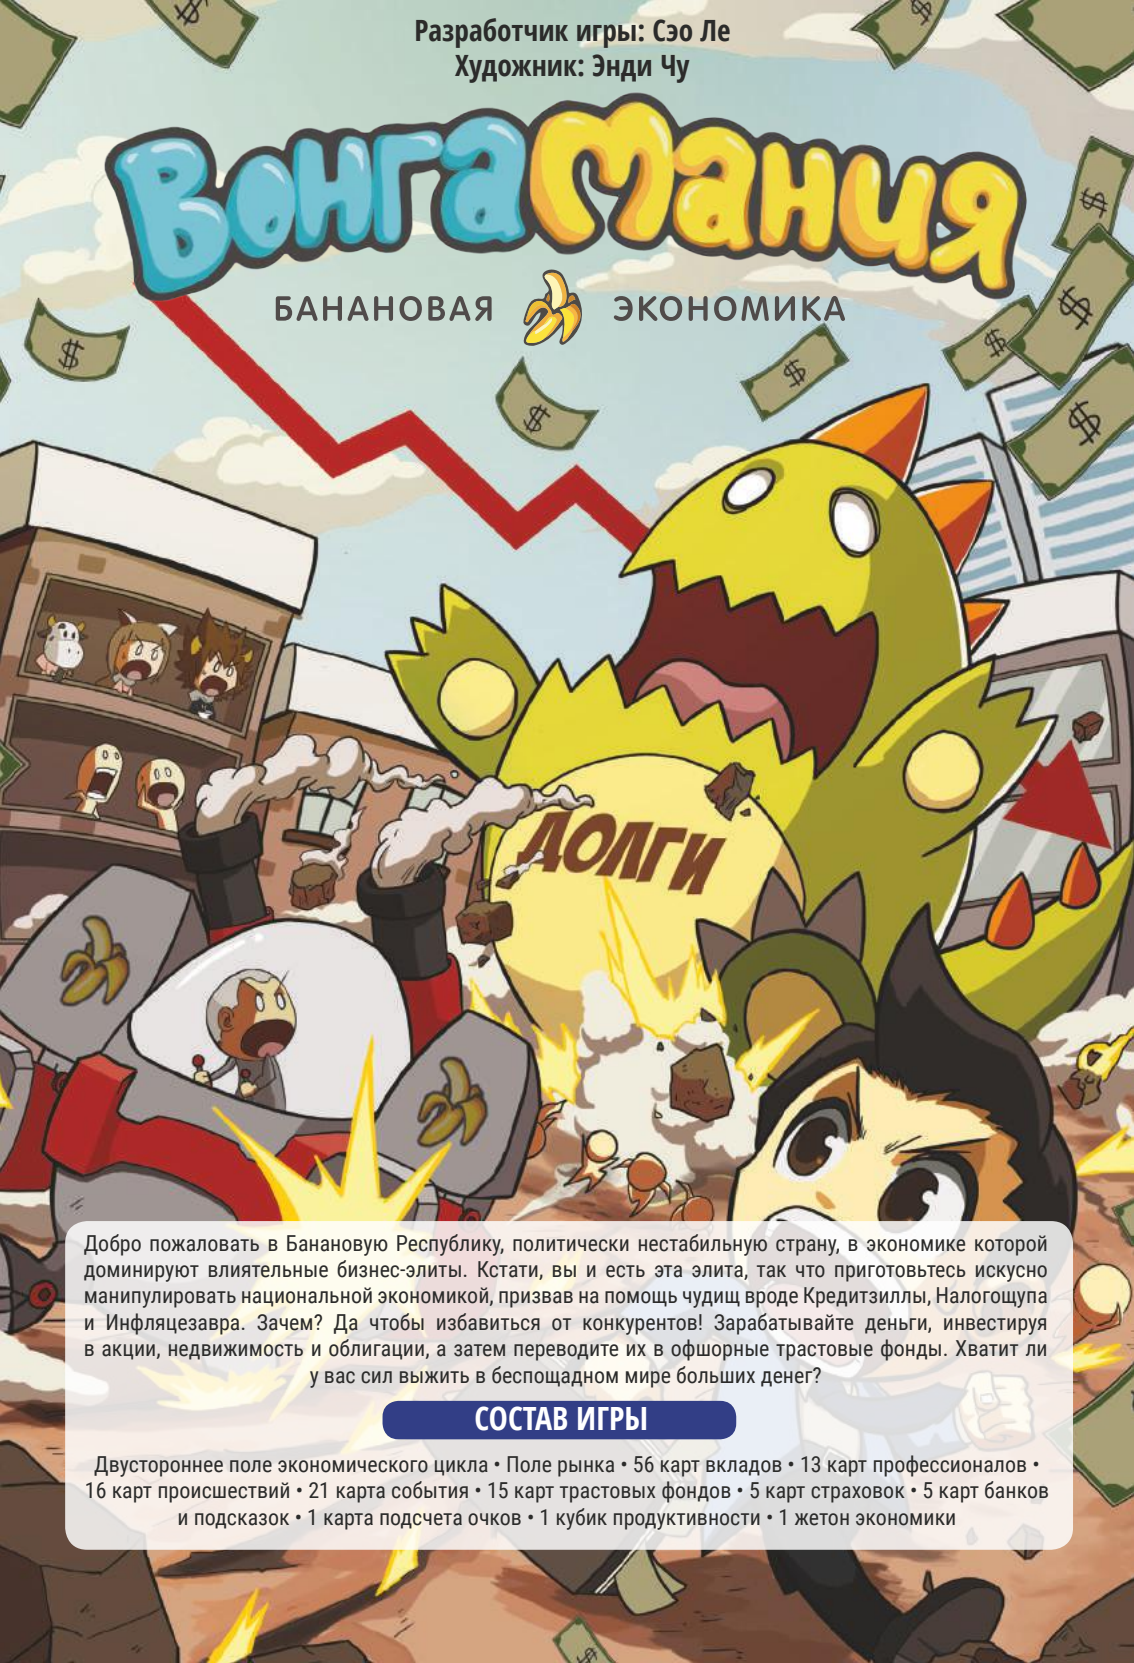 Разработчик игры: Сэо Ле
Художник: Энди Чу
ВОНГАМАНИЯ
БАНАНОВАЯ ЭКОНОМИКА
$
$
$
$
$
$
$
$
$
ДОЛГИ
Добро пожаловать в Банановую Республику, политически нестабильную страну, в экономике которой
доминируют влиятельные бизнес-элиты. Кстати, вы и есть эта элита, так что приготовьтесь искусно
манипулировать национальной экономикой, призвав на помощь чудищ вроде Кредитзиллы, Налогощупа
и Инфляцезавра. Зачем? Да чтобы избавиться от конкурентов! Зарабатывайте деньги, инвестируя
в акции, недвижимость и облигации, а затем переводите их в офшорные трастовые фонды. Хватит ли
у вас сил выжить в беспощадном мире больших денег?
СОСТАВ ИГРЫ
Двустороннее поле экономического цикла • Поле рынка • 56 карт вкладов • 13 карт профессионалов •
16 карт происшествий • 21 карта события • 15 карт трастовых фондов • 5 карт страховок • 5 карт банков
и подсказок • 1 карта подсчета очков • 1 кубик продуктивности • 1 жетон экономики
$